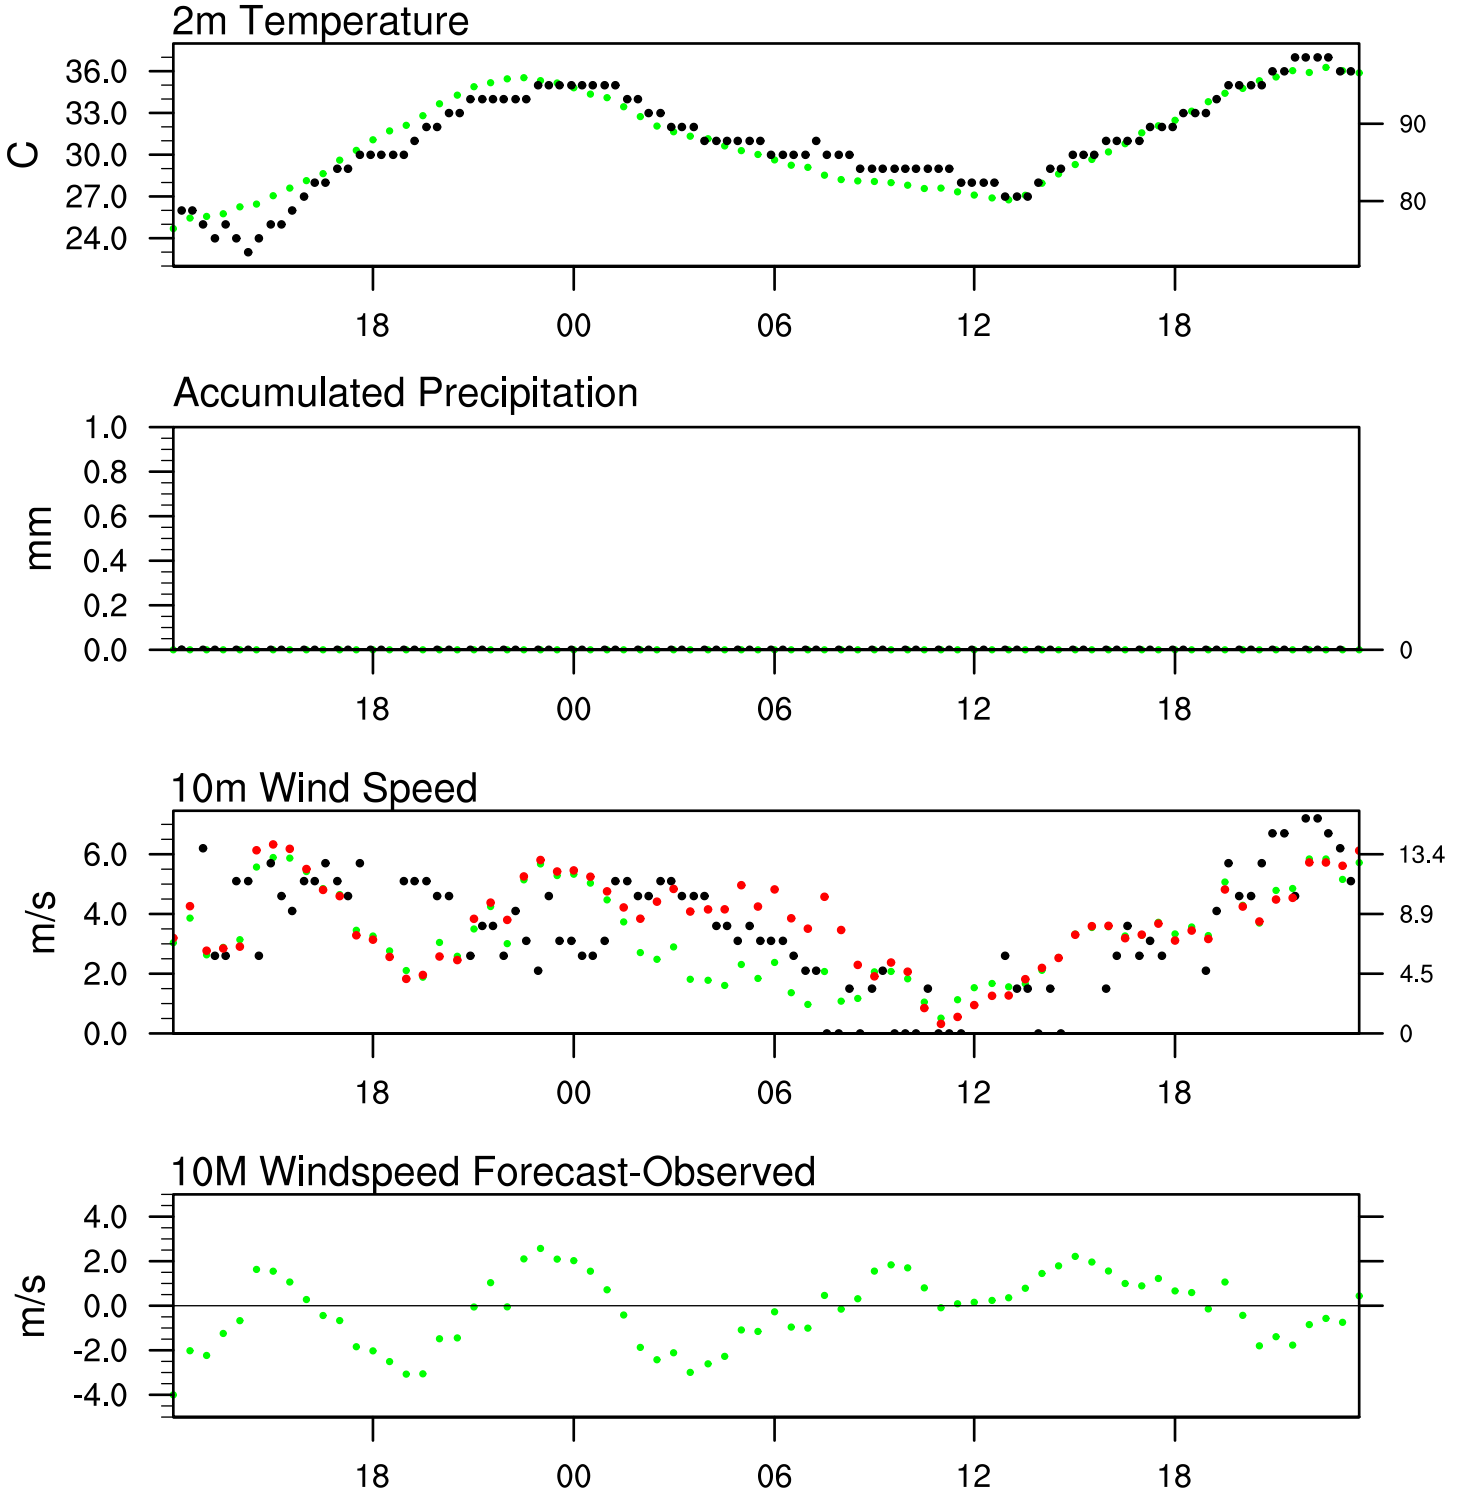 2m Temperature
36.0
33.0
30.0
27.0
24.0
C
90
80
18 00 06 12 18
Accumulated Precipitation
1.0
0.8
0.6
0.4
0.2
0.0
mm
0
18 00 06 12 18
10m Wind Speed
6.0
4.0
2.0
0.0
m/s
13.4
8.9
4.5
0
18 00 06 12 18
10M Windspeed Forecast-Observed
4.0
2.0
0.0
-2.0
-4.0
m/s
18 00 06 12 18